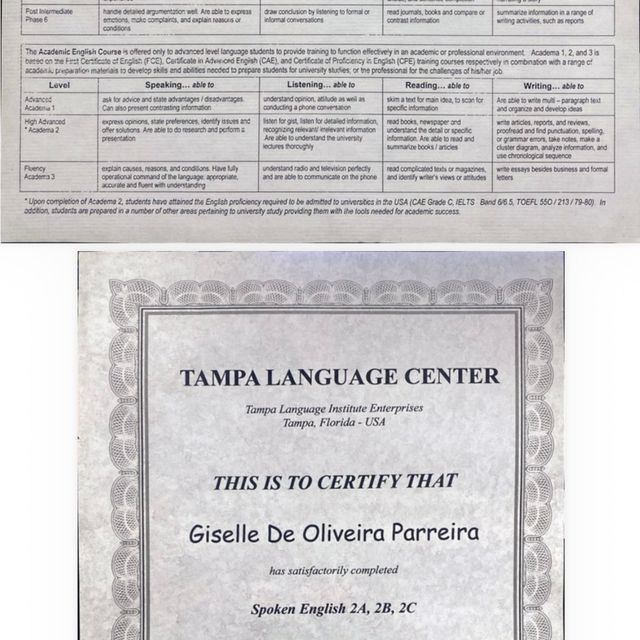 Post Intermediate
Phase 6
handle detailed argumentation well. Are able to express
emotions, make complaints, and explain reasons or
conditions
draw conclusion by listening to formal or
informal conversations
read journals, books and compare or
contrast information
summarize information in a range of
writing activities, such as reports
The Academic English Course is offered only to advanced level language students to provide training to function effectively in an academic or professional environment. Academa 1, 2, and 3 is
based on the First Certificate of English (FCE), Certificate in Advanced English (CAE), and Certificate of Proficiency in English (CPE) training courses respectively in combination with a range of
academic preparation materials to develop skills and abilities needed to prepare students for university studies; or the professional for the challenges of his/her job.
Level Speaking... able to Listening... able to Reading... able to Writing... able to
Advanced
Academa 1
ask for advice and state advantages / disadvantages.
Can also present contrasting information
understand opinion, attitude as well as
conducting a phone conversation
skim a text for main idea, to scan for
specific information
Are able to write multi – paragraph text
and organize and develop ideas
High Advanced
* Academa 2
express opinions, state preferences, identify issues and
offer solutions. Are able to do research and perform a
presentation
listen for gist, listen for detailed information,
recognizing relevant/ irrelevant information
Are able to understand the university
lectures thoroughly
read books, newspaper and
understand the detail or specific
information. Are able to read and
summarize books / articles
write articles, reports, and reviews,
proofread and find punctuation, spelling,
or grammar errors, take notes, make a
cluster diagram, analyze information, and
use chronological sequence
Fluency
Academa 3
explain causes, reasons, and conditions. Have fully
operational command of the language: appropriate,
accurate and fluent with understanding
understand radio and television perfectly
and are able to communicate on the phone
read complicated texts or magazines,
and identify writer's views or attitudes
write essays besides business and formal
letters
* Upon completion of Academa 2, students have attained the English proficiency required to be admitted to universities in the USA (CAE Grade C, IELTS Band 6/6.5, TOEFL 550 / 213 / 79-80). In
addition, students are prepared in a number of other areas pertaining to university study providing them with the tools needed for academic success.
TAMPA LANGUAGE CENTER
Tampa Language Institute Enterprises
Tampa, Florida - USA
THIS IS TO CERTIFY THAT
Giselle De Oliveira Parreira
has satisfactorily completed
Spoken English 2A, 2B, 2C